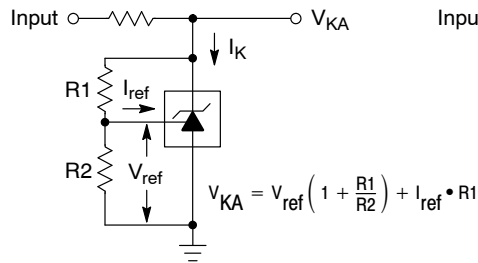 Input
V_KA
Inpu
I_K
R1
I_ref
R2
V_ref
V_KA = V_ref ( 1 + R1/R2 ) + I_ref • R1